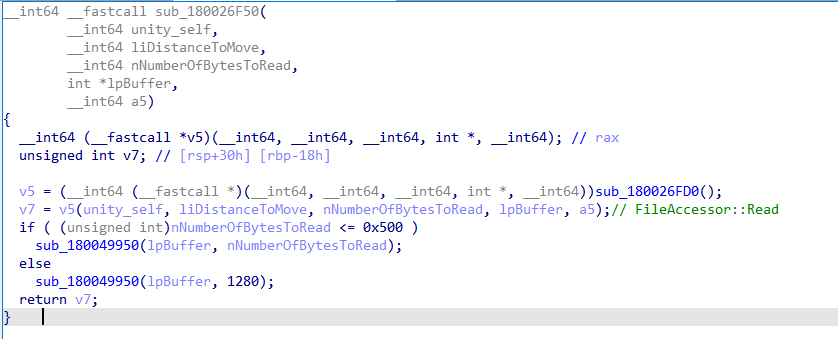 __int64 __fastcall sub_180026F50(
        __int64 unity_self,
        __int64 liDistanceToMove,
        __int64 nNumberOfBytesToRead,
        int *lpBuffer,
        __int64 a5)
{
  __int64 (__fastcall *v5)(__int64, __int64, __int64, int *, __int64); // rax
  unsigned int v7; // [rsp+30h] [rbp-18h]

  v5 = (__int64 (__fastcall *)(__int64, __int64, __int64, int *, __int64))sub_180026FD0();
  v7 = v5(unity_self, liDistanceToMove, nNumberOfBytesToRead, lpBuffer, a5);// FileAccessor::Read
  if ( (unsigned int)nNumberOfBytesToRead <= 0x500 )
    sub_180049950(lpBuffer, nNumberOfBytesToRead);
  else
    sub_180049950(lpBuffer, 1280);
  return v7;
}